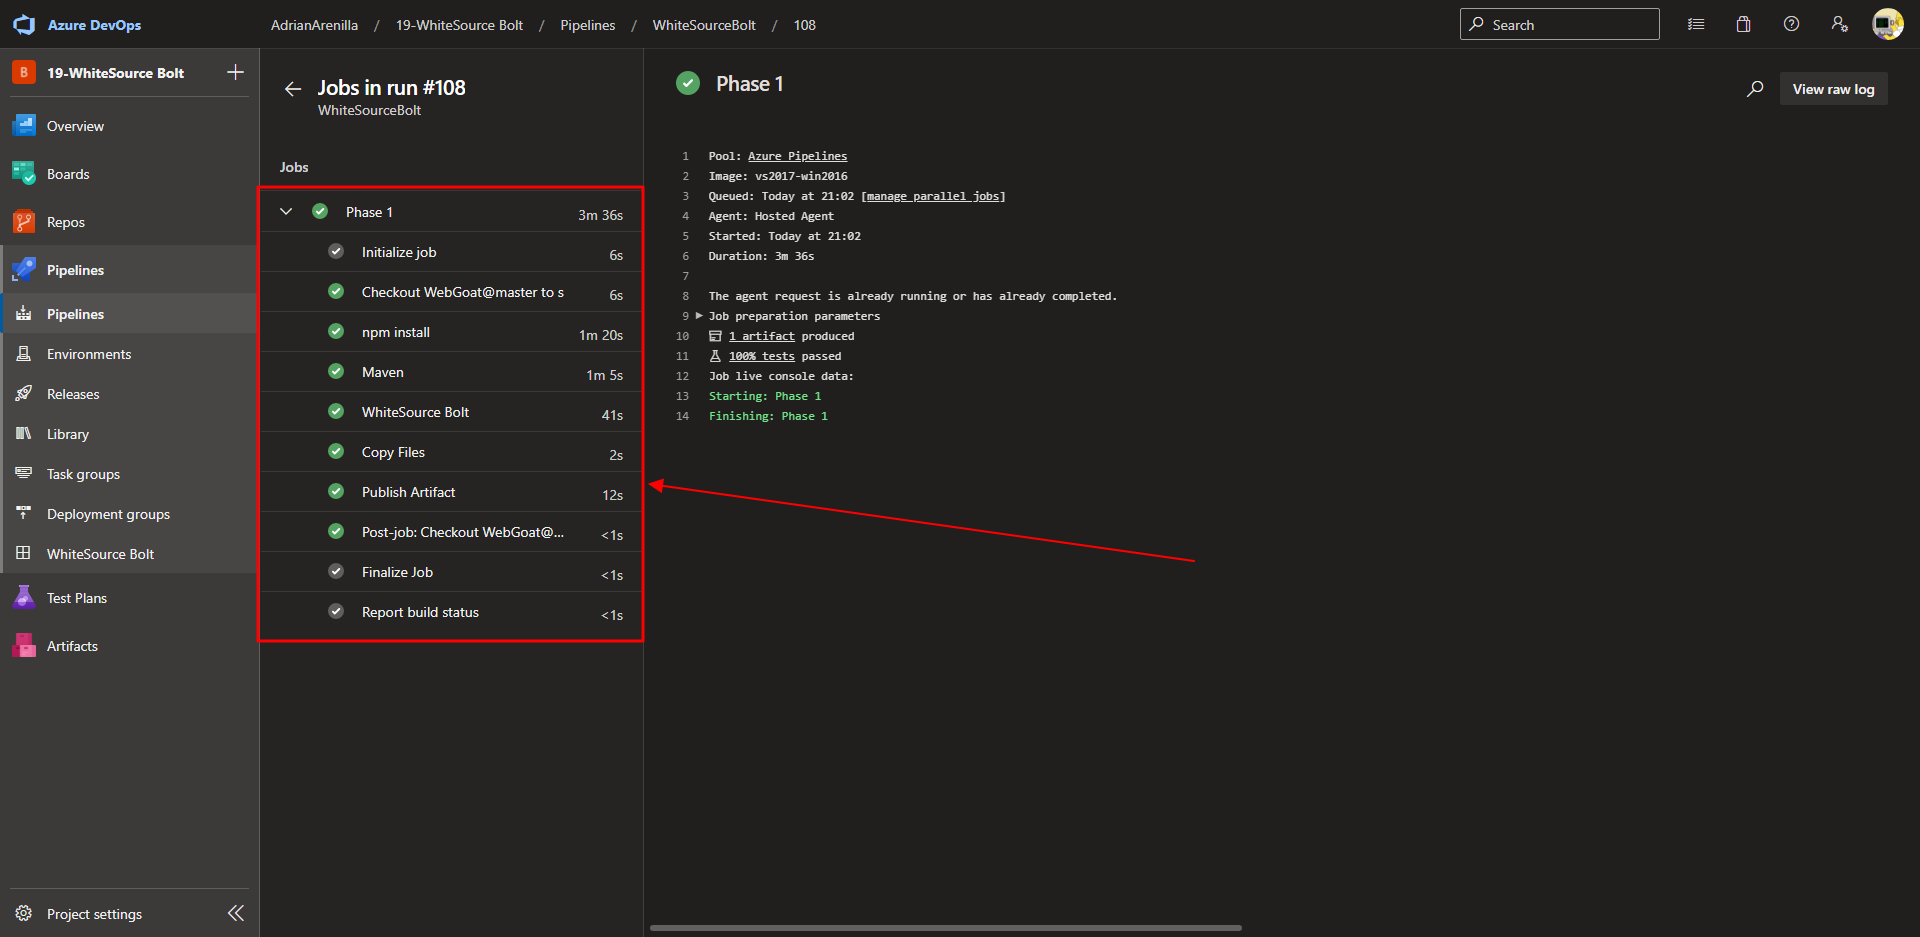 Azure DevOps
AdrianArenilla / 19-WhiteSource Bolt / Pipelines / WhiteSourceBolt / 108
Search
B
19-WhiteSource Bolt
Overview
Boards
Repos
Pipelines
Pipelines
Environments
Releases
Library
Task groups
Deployment groups
WhiteSource Bolt
Test Plans
Artifacts
Project settings
Jobs in run #108
WhiteSourceBolt
Jobs
Phase 1 3m 36s
Initialize job 6s
Checkout WebGoat@master to s 6s
npm install 1m 20s
Maven 1m 5s
WhiteSource Bolt 41s
Copy Files 2s
Publish Artifact 12s
Post-job: Checkout WebGoat@... <1s
Finalize Job <1s
Report build status <1s
Phase 1
View raw log
1 Pool: Azure Pipelines
2 Image: vs2017-win2016
3 Queued: Today at 21:02 [manage parallel jobs]
4 Agent: Hosted Agent
5 Started: Today at 21:02
6 Duration: 3m 36s
7
8 The agent request is already running or has already completed.
9 Job preparation parameters
10 1 artifact produced
11 100% tests passed
12 Job live console data:
13 Starting: Phase 1
14 Finishing: Phase 1